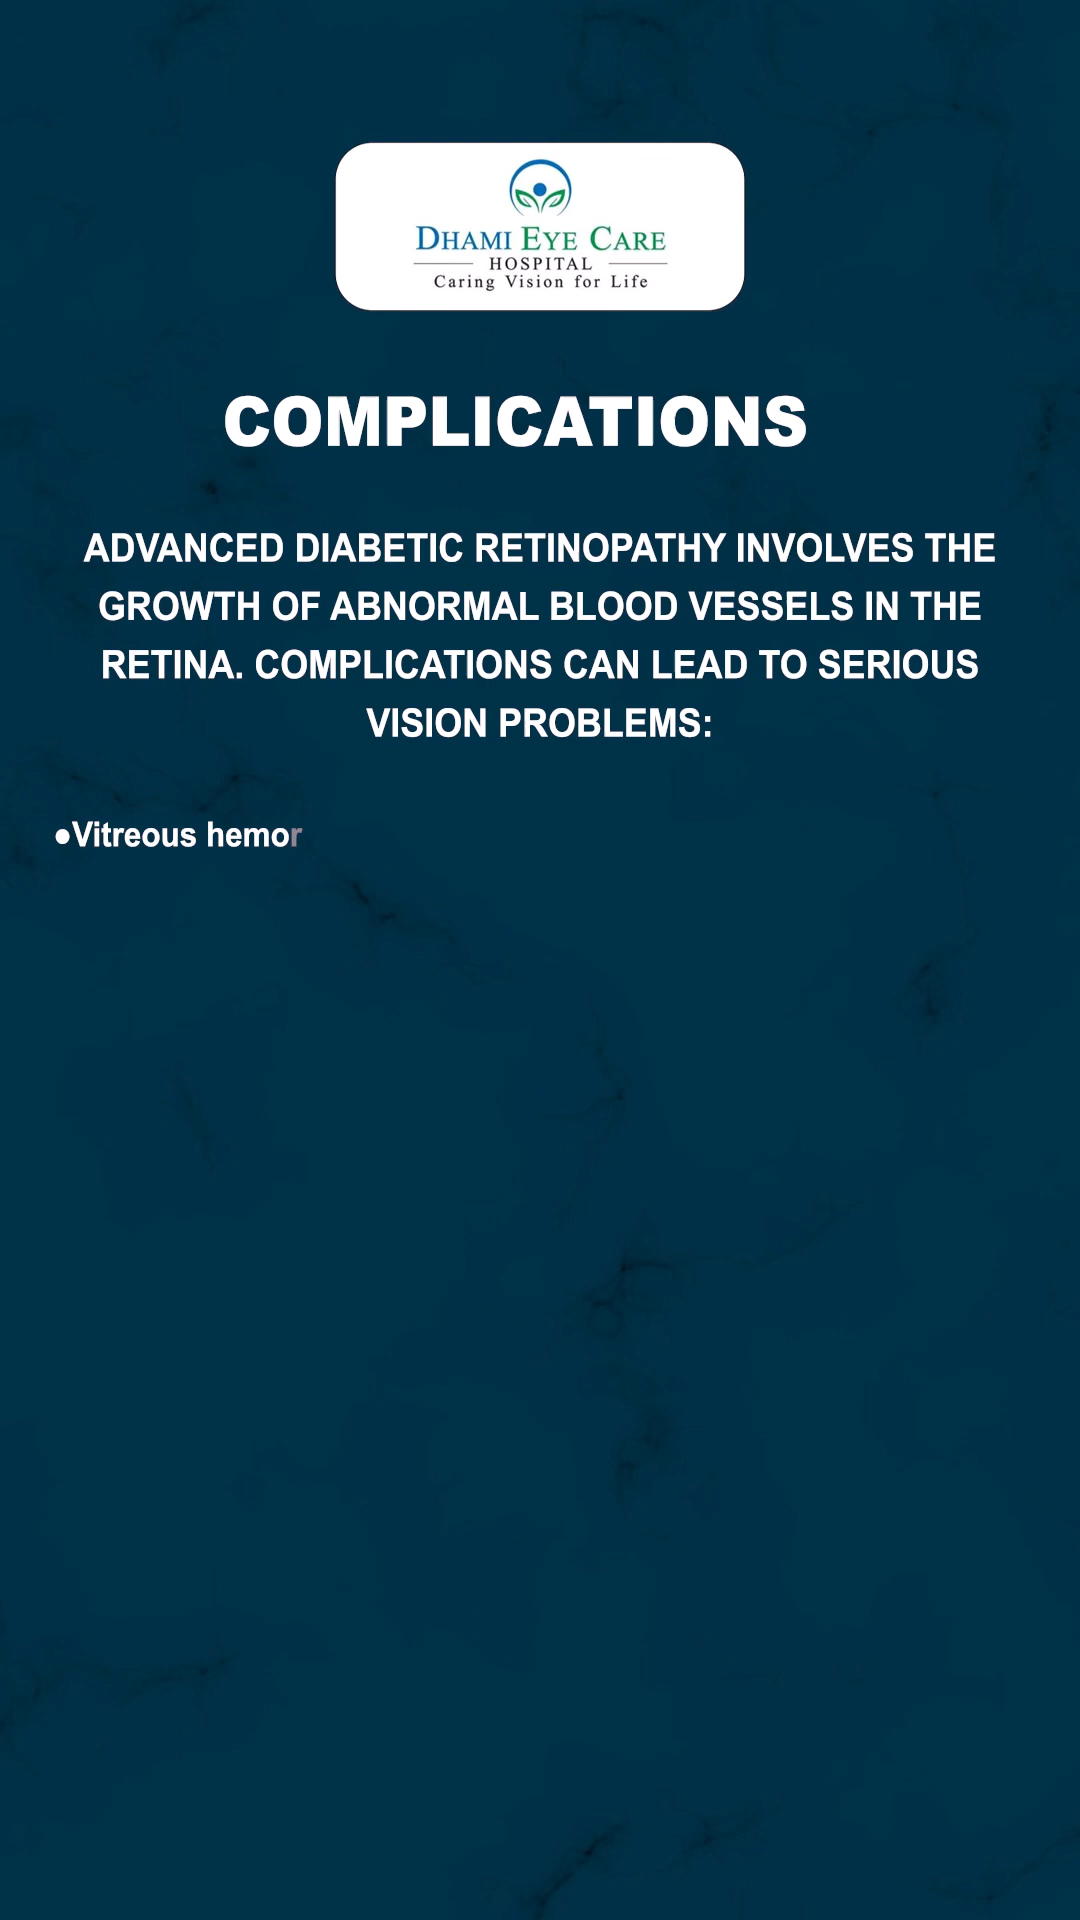 DHAMI EYE CARE
HOSPITAL
Caring Vision for Life
COMPLICATIONS
ADVANCED DIABETIC RETINOPATHY INVOLVES THE
GROWTH OF ABNORMAL BLOOD VESSELS IN THE
RETINA. COMPLICATIONS CAN LEAD TO SERIOUS
VISION PROBLEMS:
●Vitreous hemor